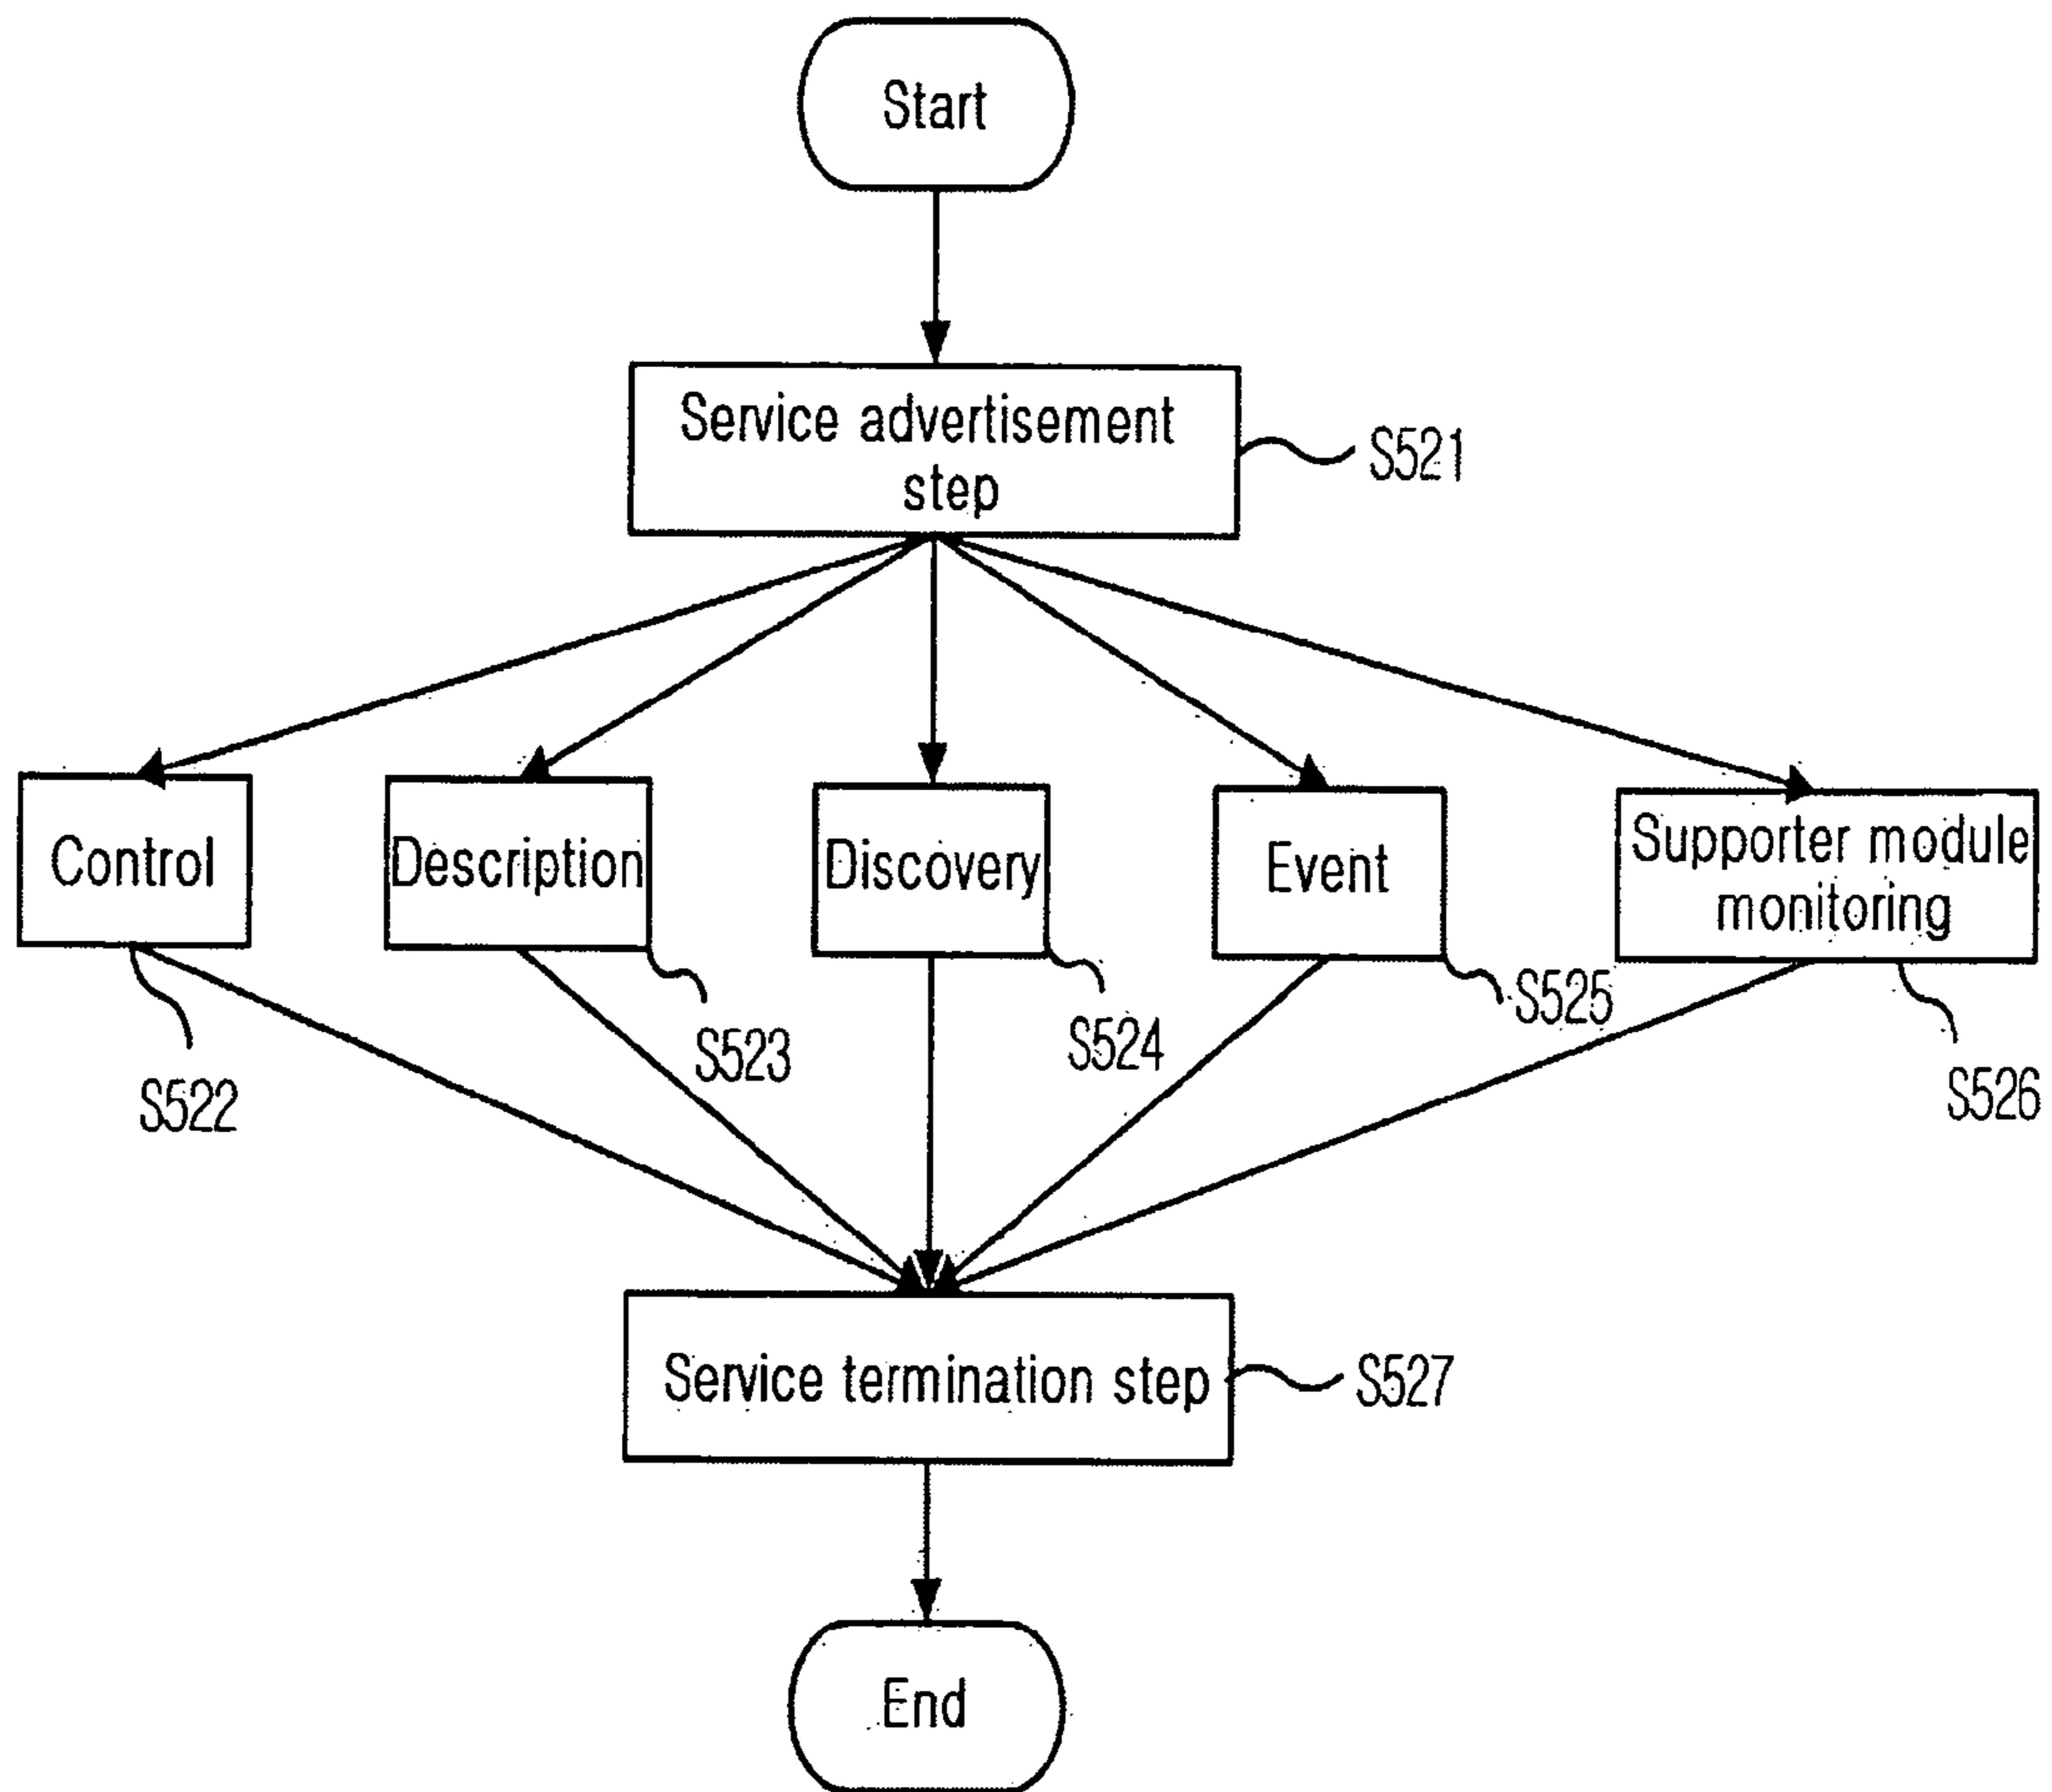 Start
Service advertisement
step
S521
Control
Description
Discovery
Event
Supporter module
monitoring
S522
S523
S524
S525
S526
Service termination step
S527
End